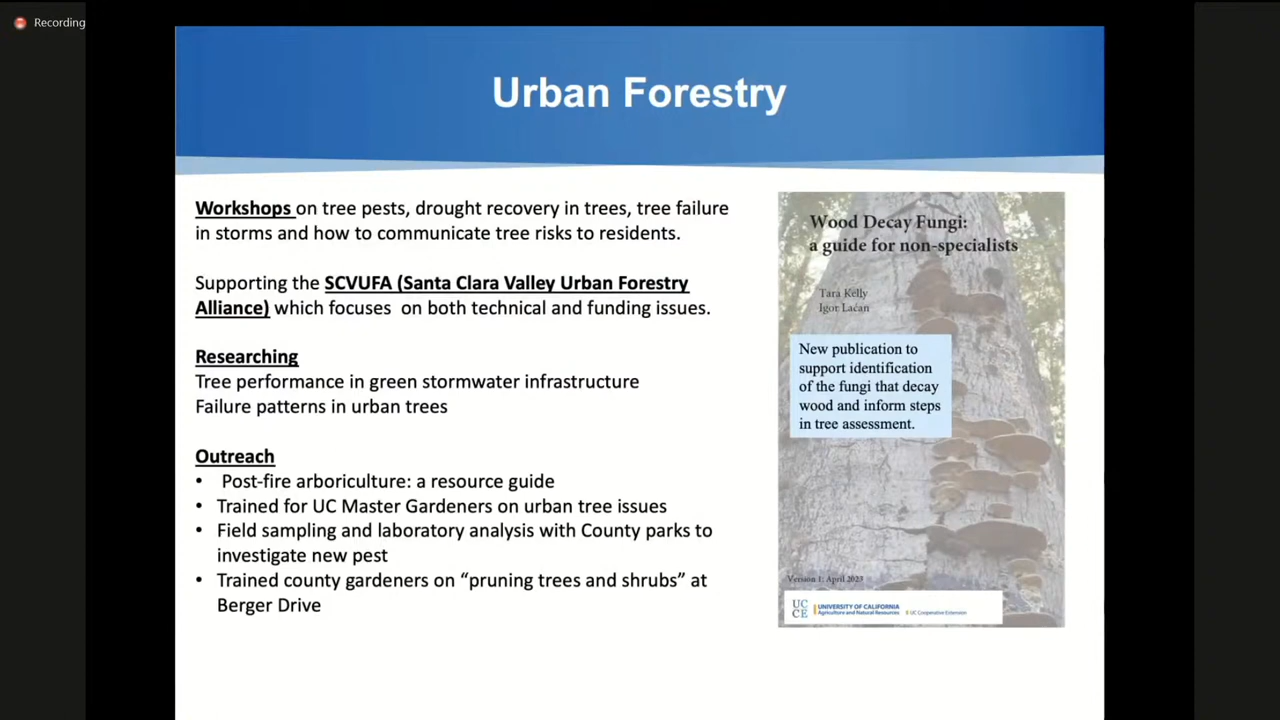 Recording
Urban Forestry
Workshops on tree pests, drought recovery in trees, tree failure
in storms and how to communicate tree risks to residents.
Supporting the SCVUFA (Santa Clara Valley Urban Forestry
Alliance) which focuses on both technical and funding issues.
Researching
Tree performance in green stormwater infrastructure
Failure patterns in urban trees
Outreach
• Post-fire arboriculture: a resource guide
• Trained for UC Master Gardeners on urban tree issues
• Field sampling and laboratory analysis with County parks to
investigate new pest
• Trained county gardeners on “pruning trees and shrubs” at
Berger Drive
Wood Decay Fungi:
a guide for non-specialists
Tara Kelly
Igor Laćan
New publication to
support identification
of the fungi that decay
wood and inform steps
in tree assessment.
Version 1: April 2023
UC
CE
UNIVERSITY OF CALIFORNIA
Agriculture and Natural Resources
UC Cooperative Extension